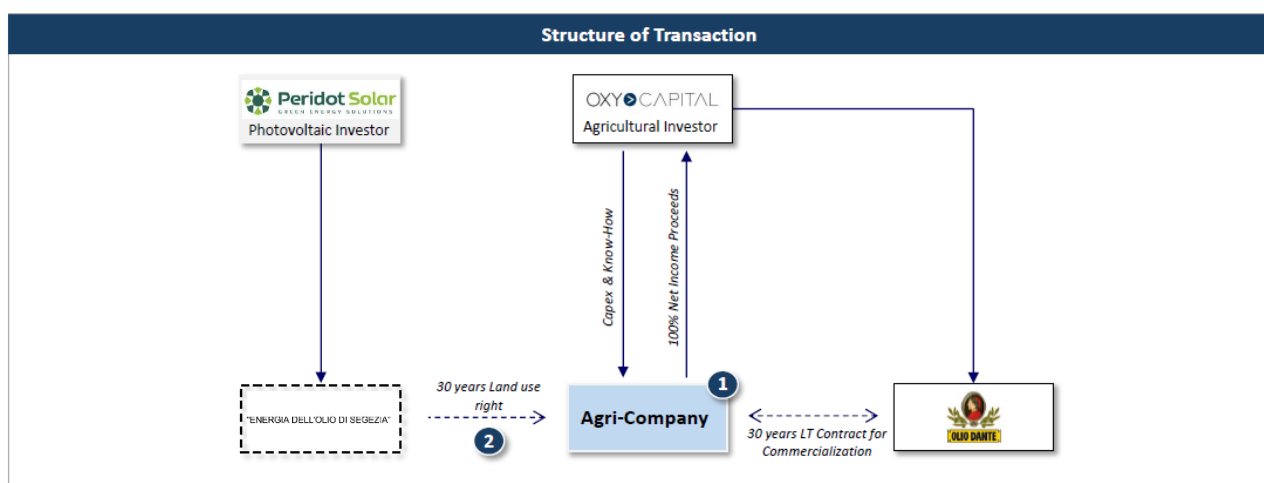 Structure of Transaction
Peridot Solar
GREEN ENERGY SOLUTIONS
Photovoltaic Investor
OXY CAPITAL
Agricultural Investor
Capex & Know-How
100% Net Income Proceeds
"ENERGIA DELL'OLIO DI SEGEZIA"
30 years Land use
right
2
Agri-Company
1
30 years LT Contract for
Commercialization
OLIO DANTE